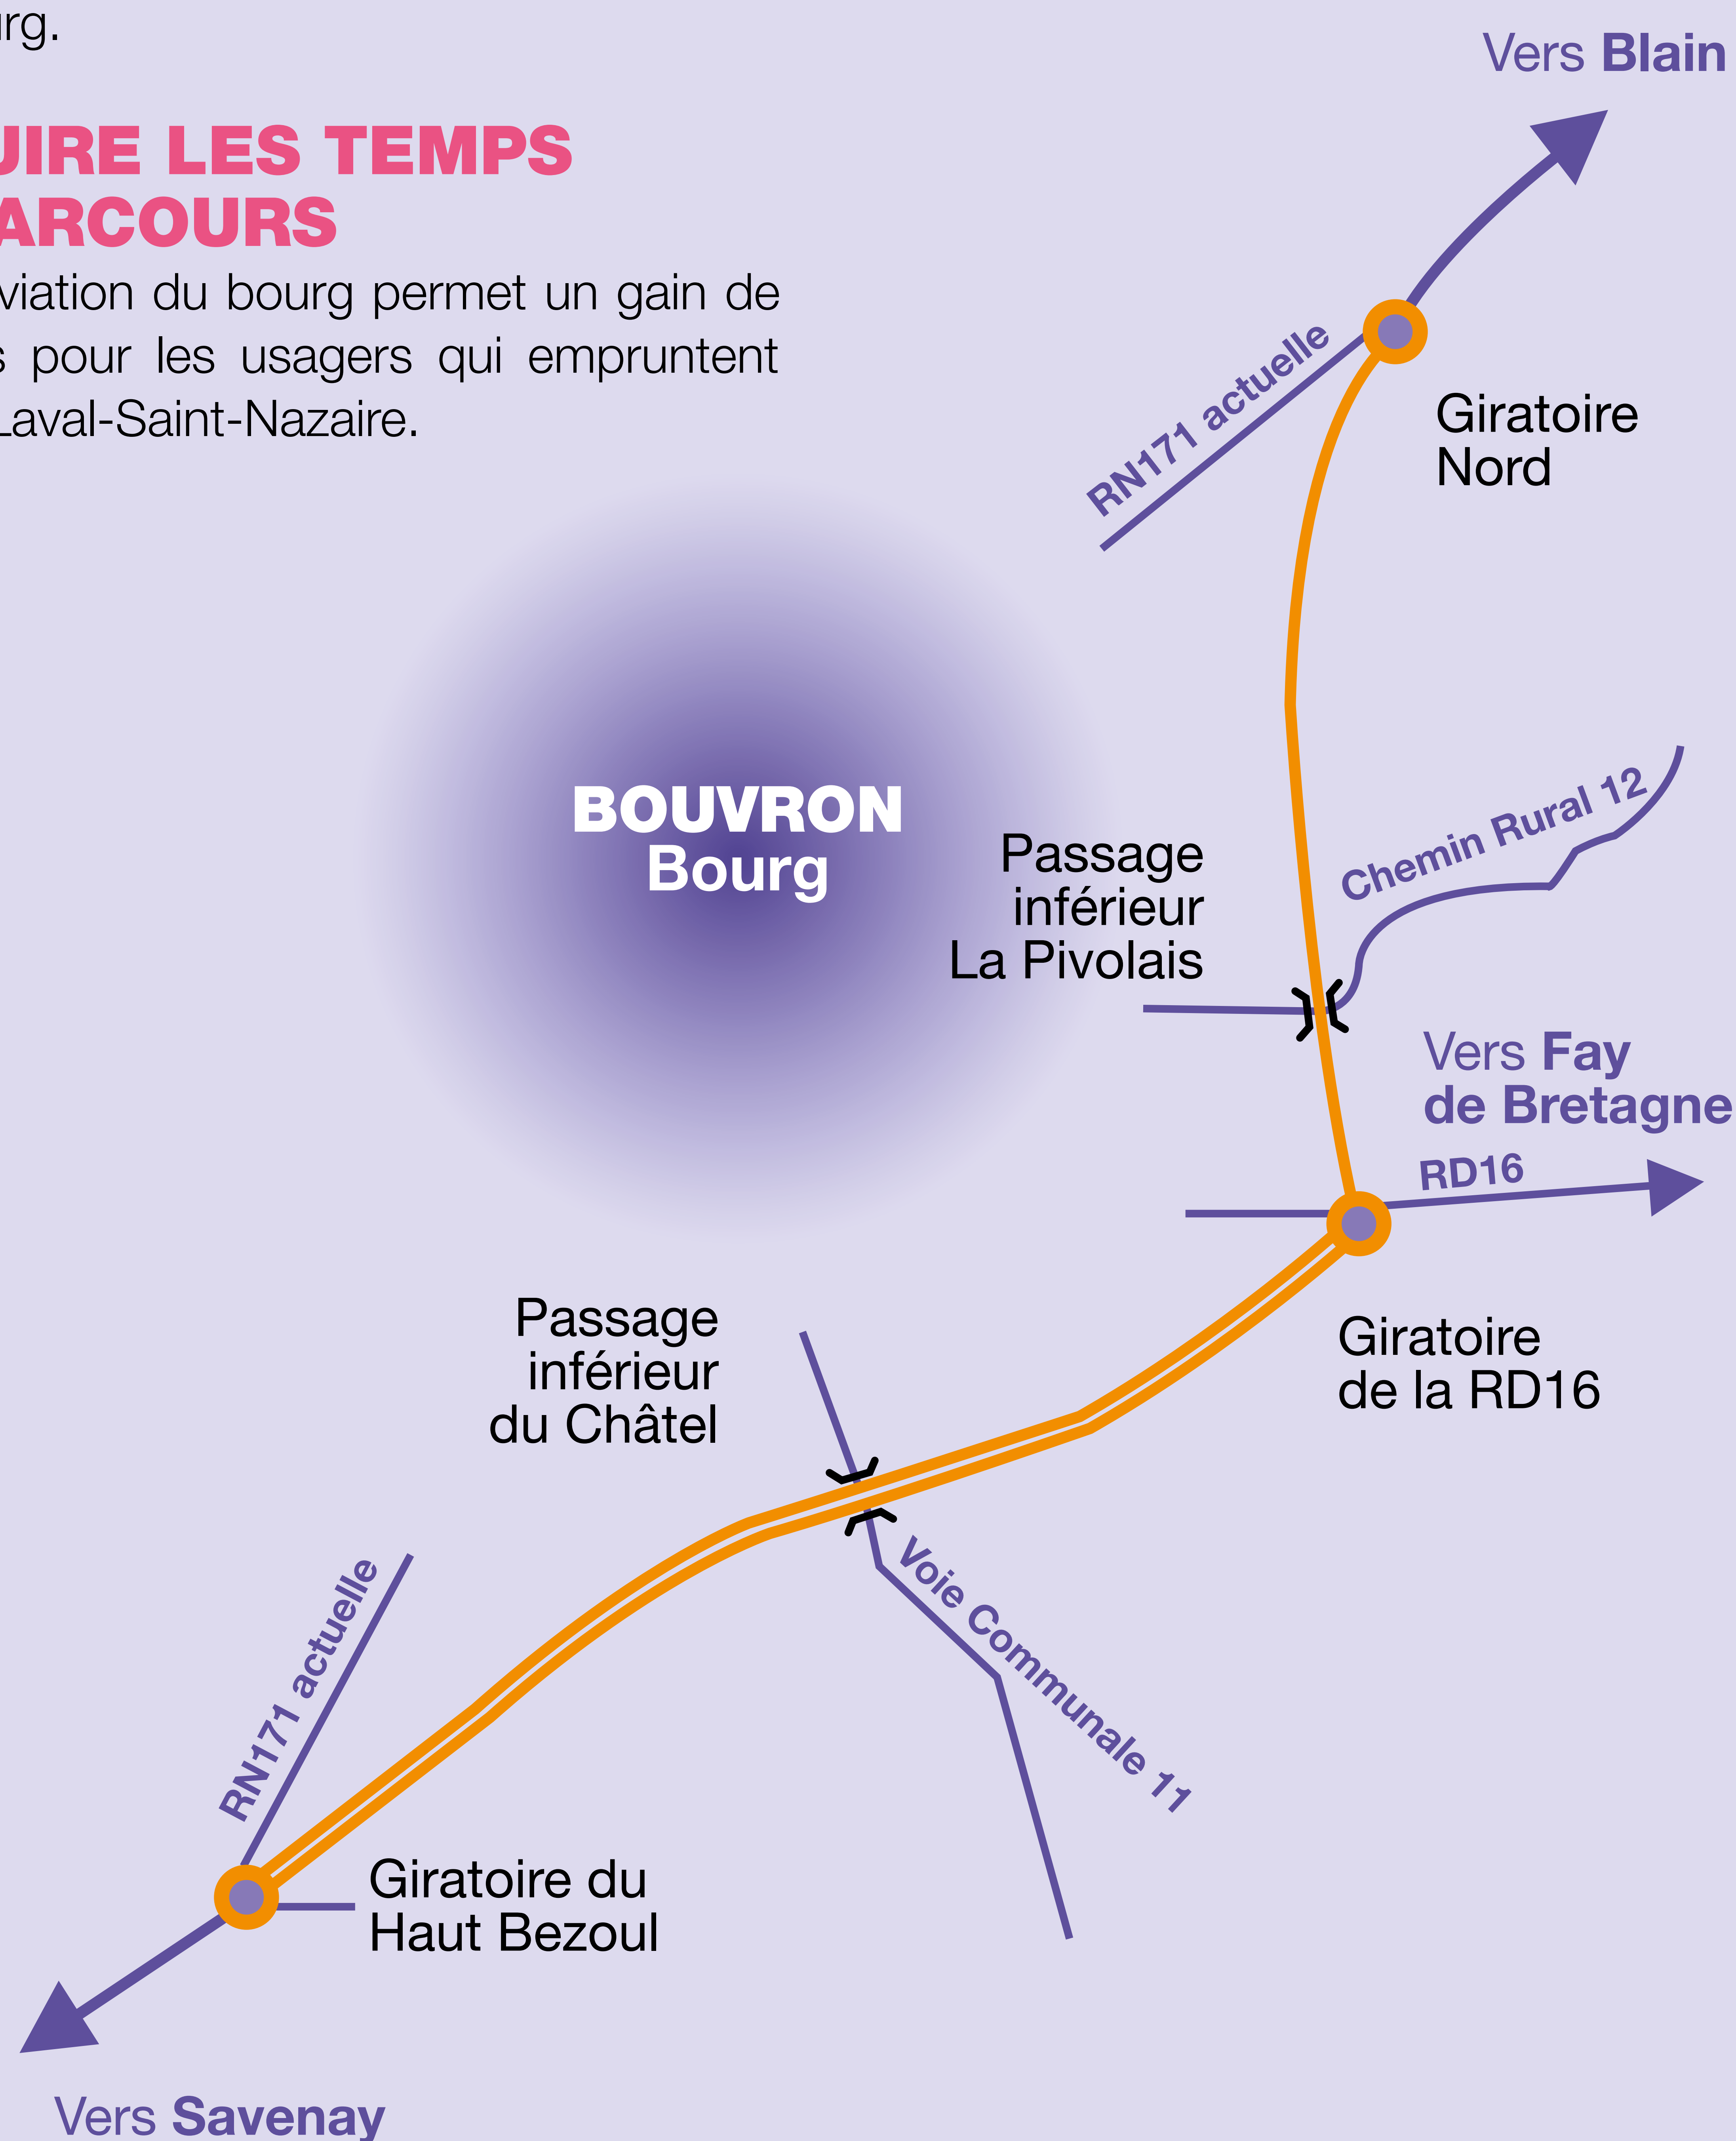 urg.
UIRE LES TEMPS
ARCOURS
viation du bourg permet un gain de
s pour les usagers qui empruntent
Laval-Saint-Nazaire.
Vers Blain
RN171 actuelle
Giratoire
Nord
BOUVRON
Bourg
Passage
inférieur
La Pivolais
Chemin Rural 12
Vers Fay
de Bretagne
RD16
Giratoire
de la RD16
Passage
inférieur
du Châtel
Voie Communale 11
RN171 actuelle
Giratoire du
Haut Bezoul
Vers Savenay